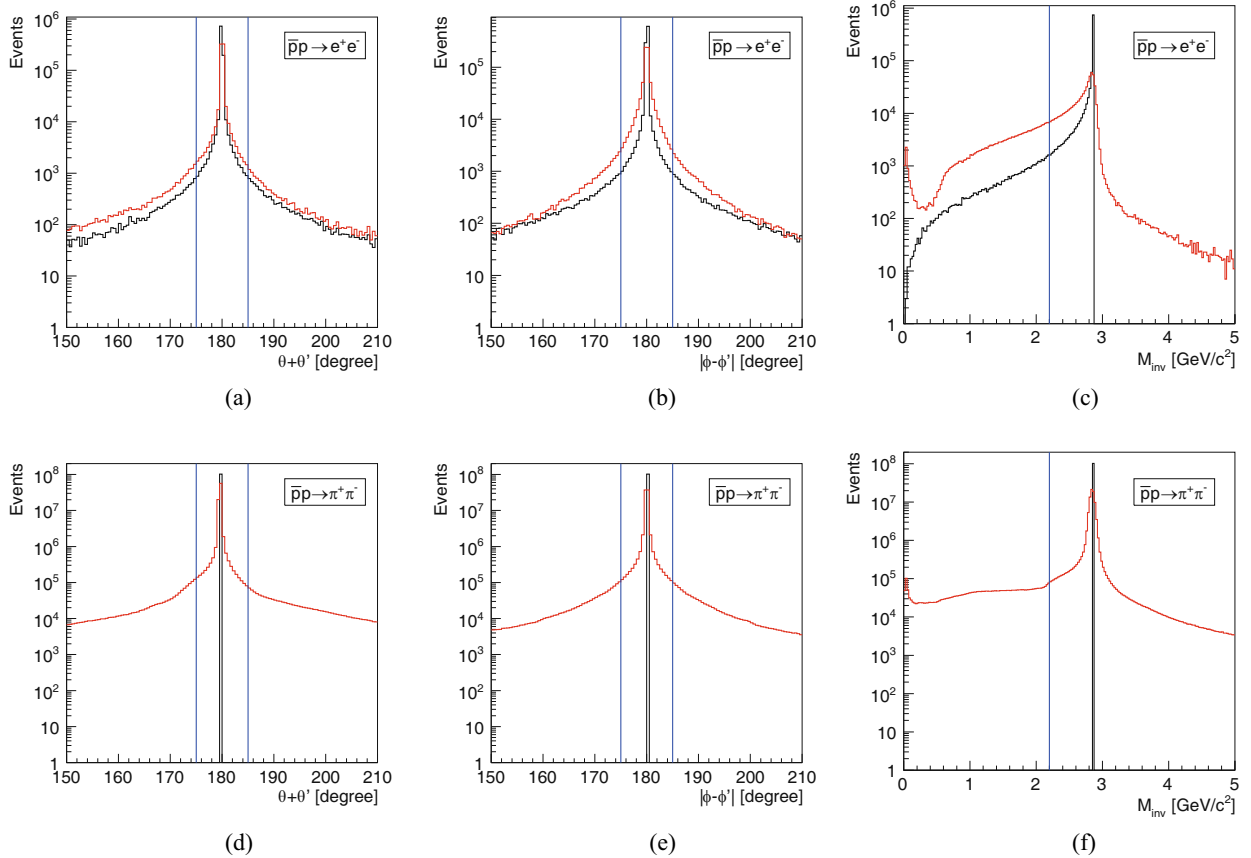 Events
10⁶
10⁵
10⁴
10³
10²
10
1
p̅p→e⁺e⁻
150 160 170 180 190 200 210
θ+θ' [degree]
(a)
Events
10⁵
10⁴
10³
10²
10
1
p̅p→e⁺e⁻
150 160 170 180 190 200 210
|ϕ-ϕ'| [degree]
(b)
Events
10⁶
10⁵
10⁴
10³
10²
10
1
p̅p→e⁺e⁻
0 1 2 3 4 5
M_inv [GeV/c²]
(c)
Events
10⁸
10⁷
10⁶
10⁵
10⁴
10³
10²
10
1
p̅p→π⁺π⁻
150 160 170 180 190 200 210
θ+θ' [degree]
(d)
Events
10⁸
10⁷
10⁶
10⁵
10⁴
10³
10²
10
1
p̅p→π⁺π⁻
150 160 170 180 190 200 210
|ϕ-ϕ'| [degree]
(e)
Events
10⁸
10⁷
10⁶
10⁵
10⁴
10³
10²
10
1
p̅p→π⁺π⁻
0 1 2 3 4 5
M_inv [GeV/c²]
(f)